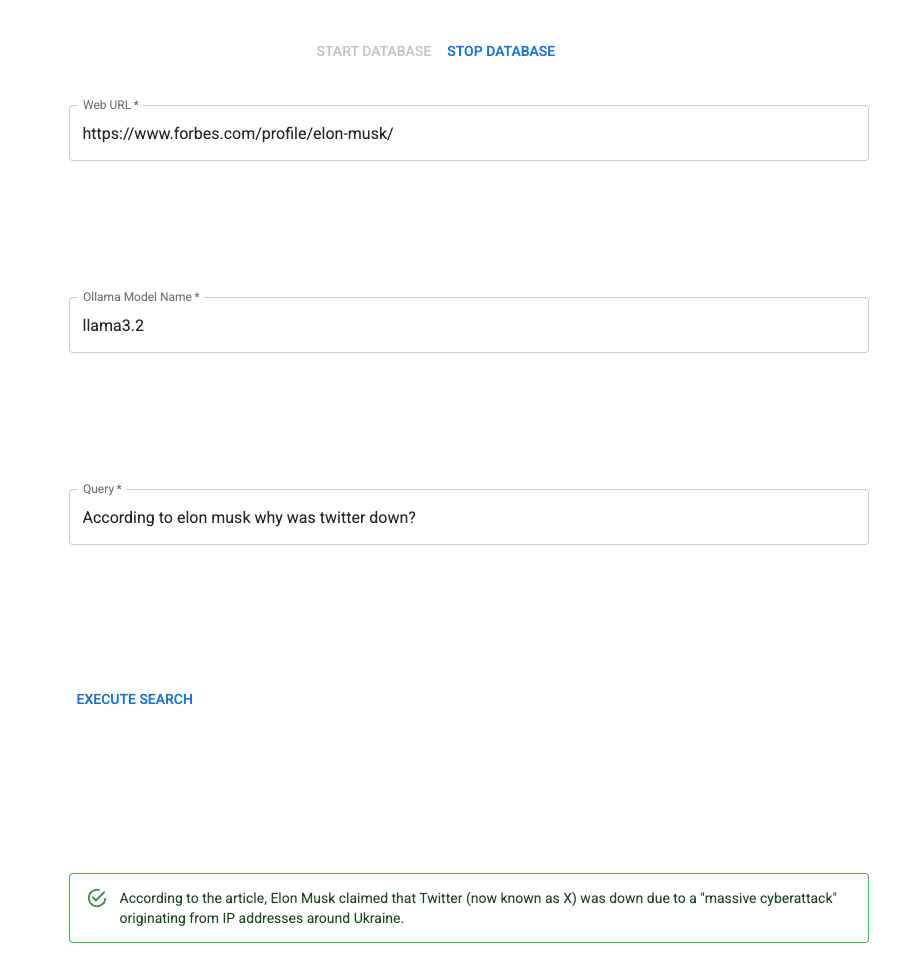 START DATABASE STOP DATABASE
Web URL *
https://www.forbes.com/profile/elon-musk/
Ollama Model Name *
llama3.2
Query *
According to elon musk why was twitter down?
EXECUTE SEARCH
According to the article, Elon Musk claimed that Twitter (now known as X) was down due to a "massive cyberattack"
originating from IP addresses around Ukraine.